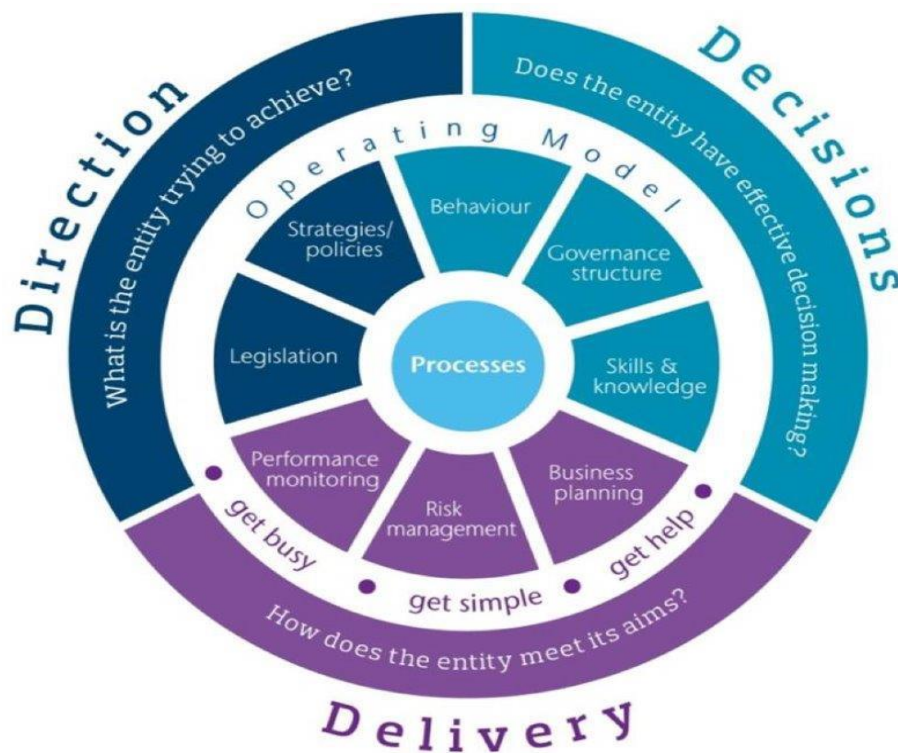 Direction
Decisions
What is the entity trying to achieve?
Does the entity have effective decision making?
Operating Model
Strategies/
policies
Behaviour
Governance
structure
Legislation
Processes
Skills &
knowledge
Performance
monitoring
Risk
management
Business
planning
get busy
get simple
get help
How does the entity meet its aims?
Delivery